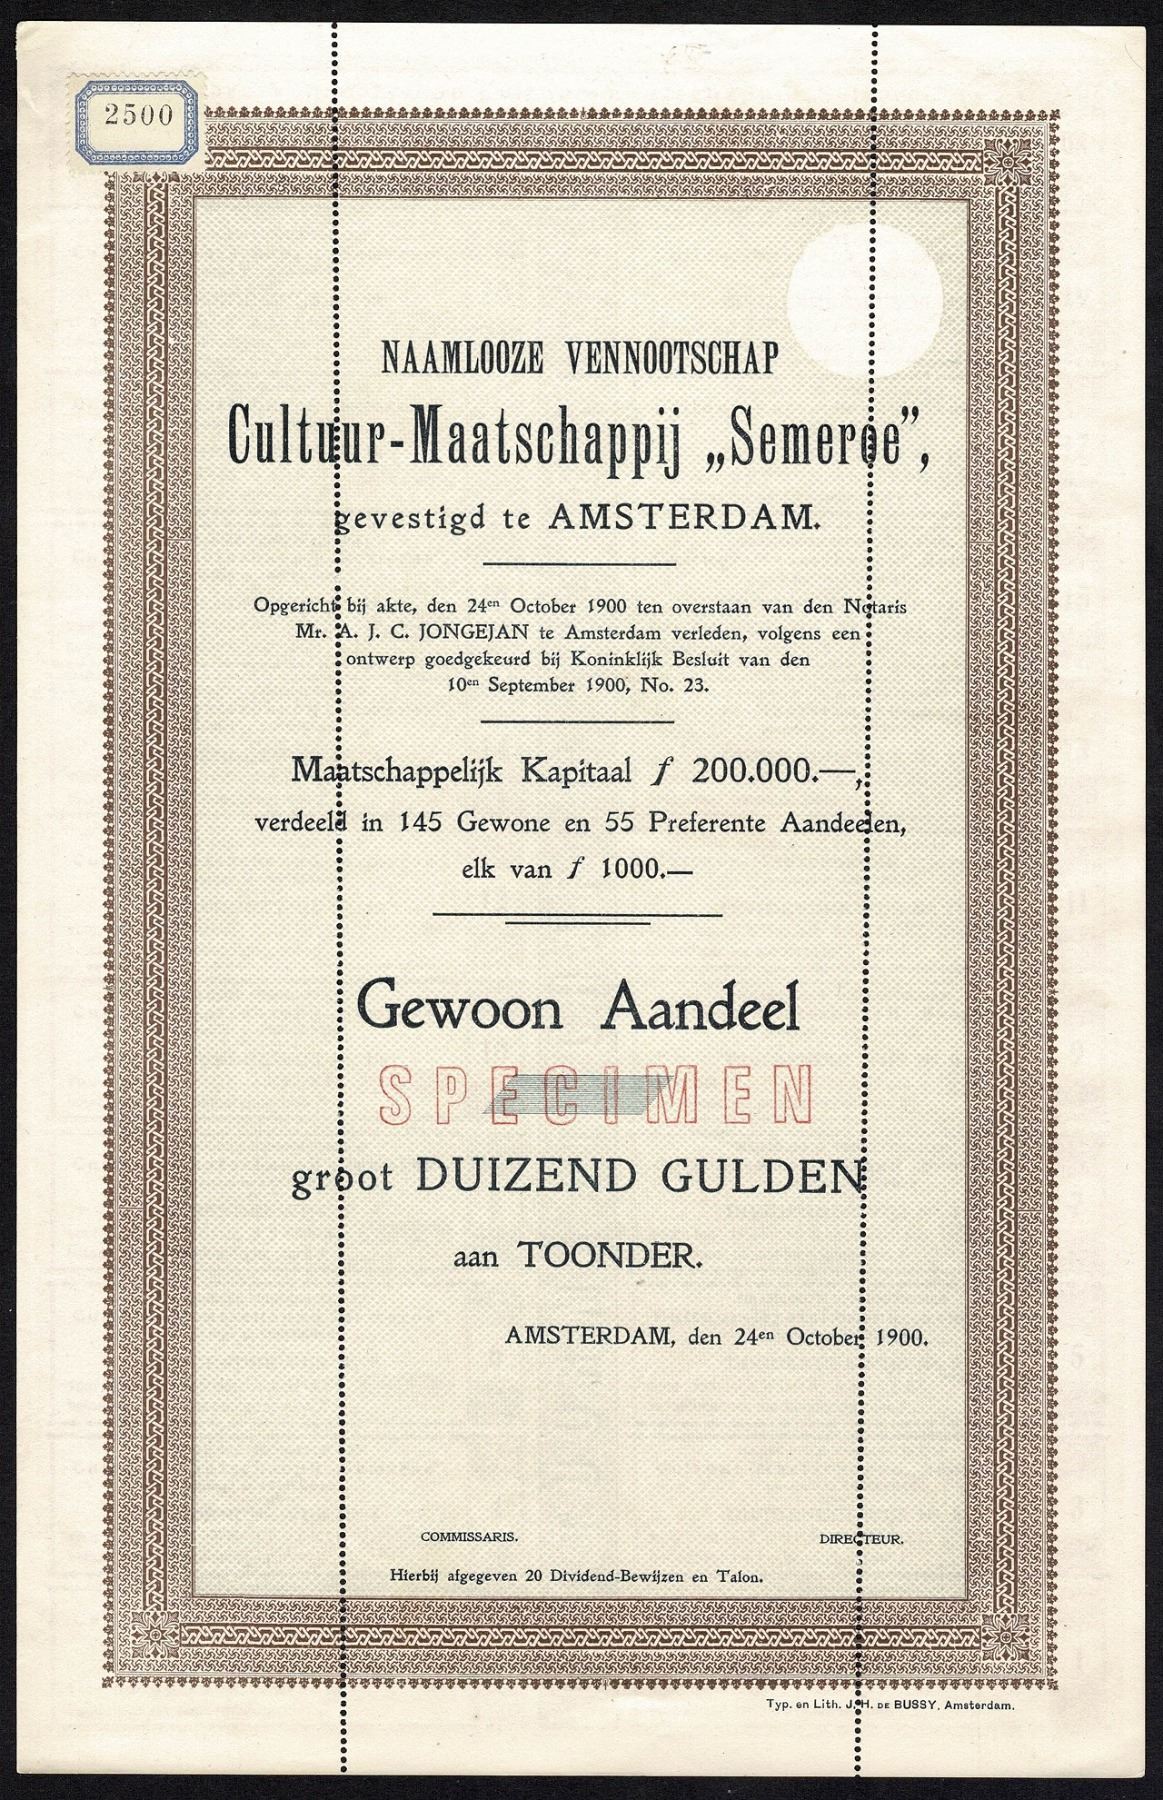 2500
NAAMLOOZE VENNOOTSCHAP
Cultuur-Maatschappij „Semeroe”,
gevestigd te AMSTERDAM.
Opgericht bij akte, den 24en October 1900 ten overstaan van den Notaris
Mr. A. J. C. JONGEJAN te Amsterdam verleden, volgens een
ontwerp goedgekeurd bij Koninklijk Besluit van den
10en September 1900, No. 23.
Maatschappelijk Kapitaal ƒ 200.000.—,
verdeeld in 145 Gewone en 55 Preferente Aandeelen,
elk van ƒ 1000.—
Gewoon Aandeel
SPECIMEN
groot DUIZEND GULDEN
aan TOONDER.
AMSTERDAM, den 24en October 1900.
COMMISSARIS. DIRECTEUR.
Hierbij afgegeven 20 Dividend-Bewijzen en Talon.
Typ. en Lith. J. H. DE BUSSY, Amsterdam.